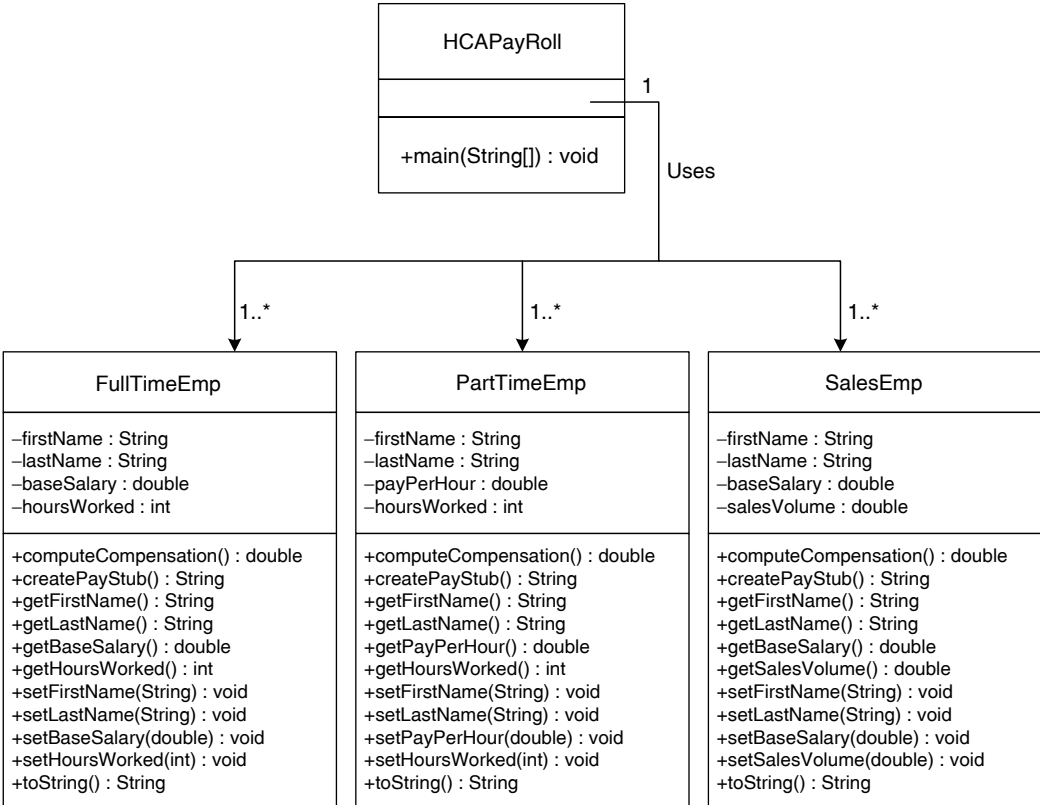 HCAPayRoll
1
+main(String[]) : void
Uses
1..*
1..*
1..*
FullTimeEmp
–firstName : String
–lastName : String
–baseSalary : double
–hoursWorked : int
+computeCompensation() : double
+createPayStub() : String
+getFirstName() : String
+getLastName() : String
+getBaseSalary() : double
+getHoursWorked() : int
+setFirstName(String) : void
+setLastName(String) : void
+setBaseSalary(double) : void
+setHoursWorked(int) : void
+toString() : String
PartTimeEmp
–firstName : String
–lastName : String
–payPerHour : double
–hoursWorked : int
+computeCompensation() : double
+createPayStub() : String
+getFirstName() : String
+getLastName() : String
+getPayPerHour() : double
+getHoursWorked() : int
+setFirstName(String) : void
+setLastName(String) : void
+setPayPerHour(double) : void
+setHoursWorked(int) : void
+toString() : String
SalesEmp
–firstName : String
–lastName : String
–baseSalary : double
–salesVolume : double
+computeCompensation() : double
+createPayStub() : String
+getFirstName() : String
+getLastName() : String
+getBaseSalary() : double
+getSalesVolume() : double
+setFirstName(String) : void
+setLastName(String) : void
+setBaseSalary(double) : void
+setSalesVolume(double) : void
+toString() : String